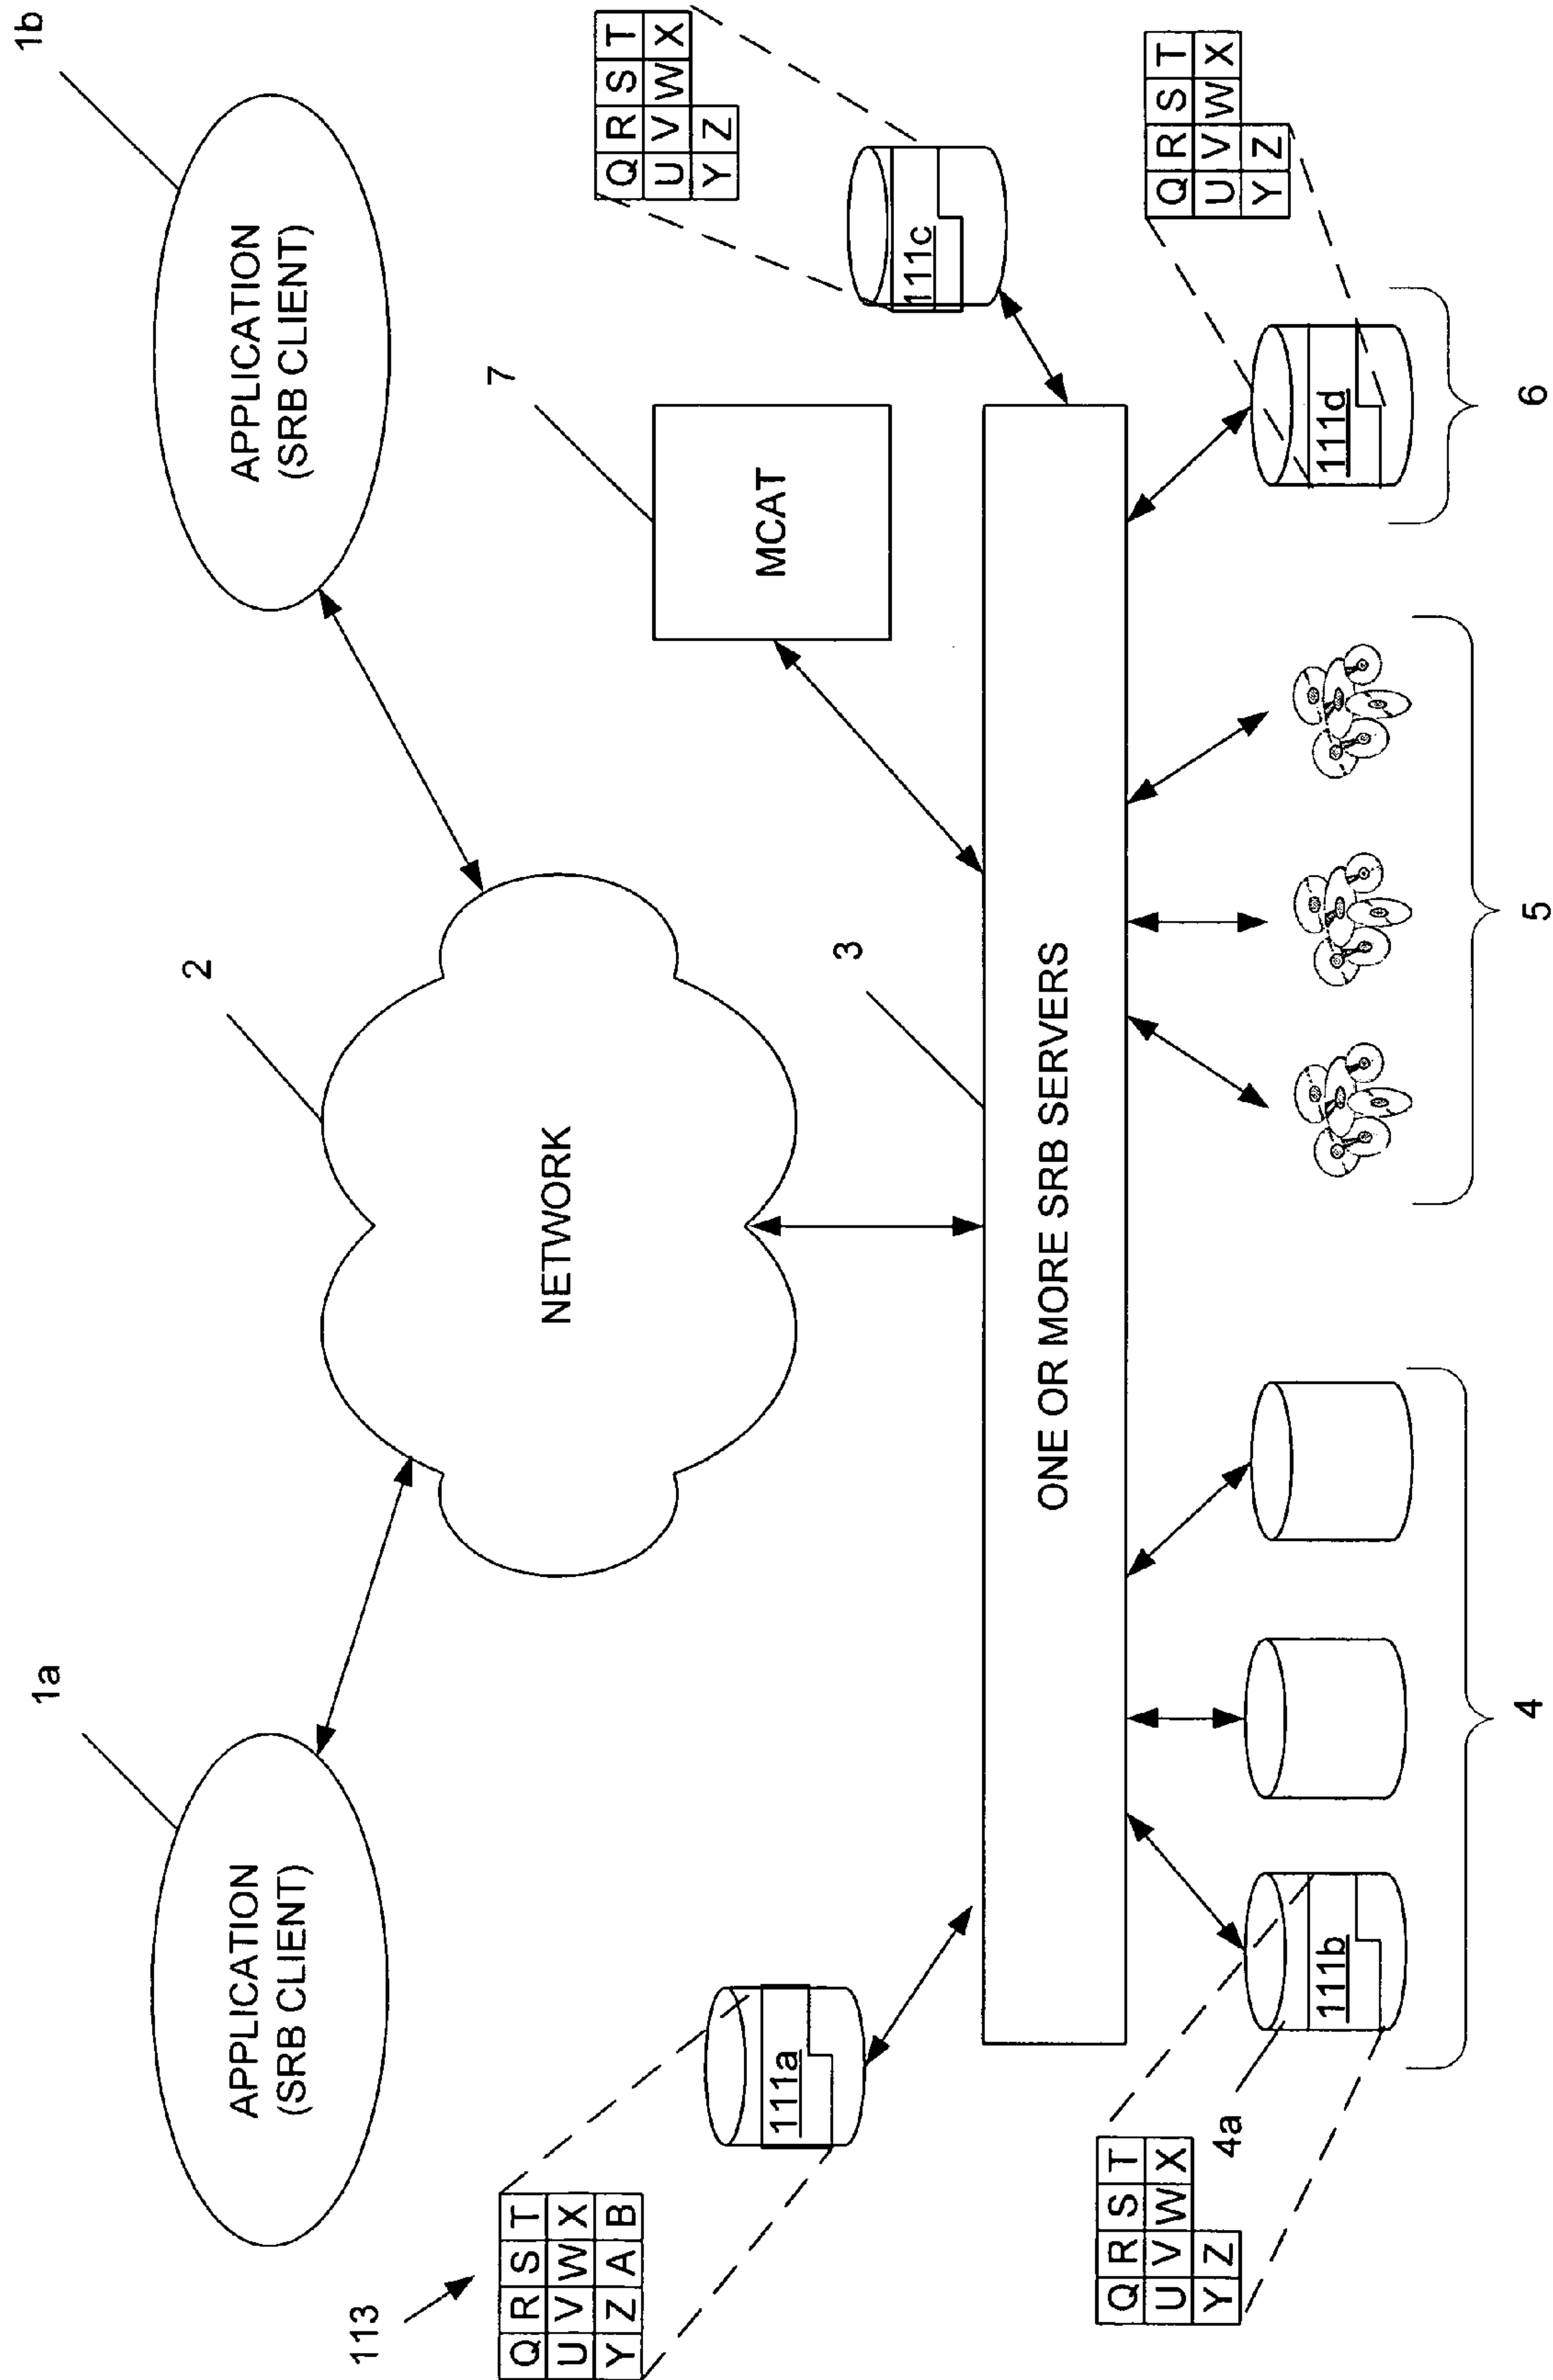 1a
1b
APPLICATION
(SRB CLIENT)
APPLICATION
(SRB CLIENT)
2
NETWORK
7
MCAT
113
Q R S T
U V W X
Y Z A B
111a
Q R S T
U V W X
Y Z
111c
3
ONE OR MORE SRB SERVERS
Q R S T
U V W X
Y Z
4a
111b
Q R S T
U V W X
Y Z
111d
4
5
6